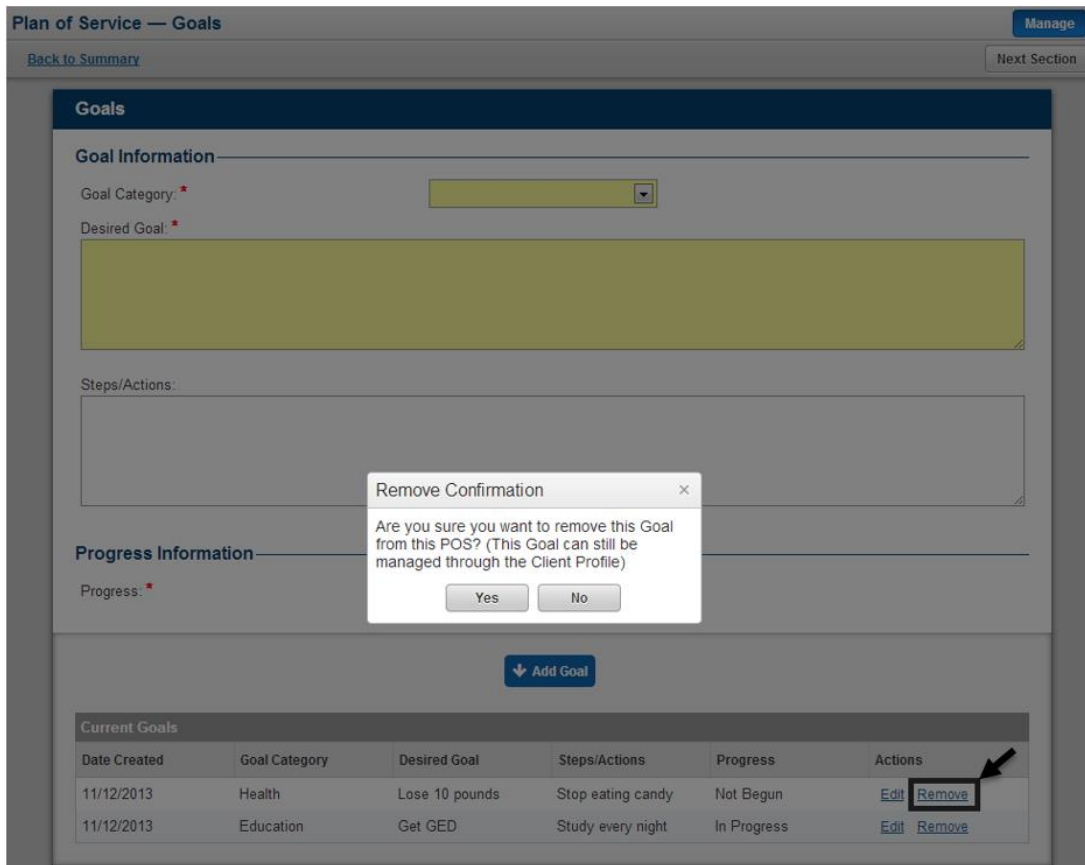 Plan of Service — Goals
Manage
Back to Summary
Next Section
Goals
Goal Information
Goal Category: *
Desired Goal: *
Steps/Actions:
Remove Confirmation ×
Are you sure you want to remove this Goal
from this POS? (This Goal can still be
managed through the Client Profile)
Yes No
Progress Information
Progress: *
Add Goal
Current Goals
Date Created Goal Category Desired Goal Steps/Actions Progress Actions
11/12/2013 Health Lose 10 pounds Stop eating candy Not Begun Edit Remove
11/12/2013 Education Get GED Study every night In Progress Edit Remove